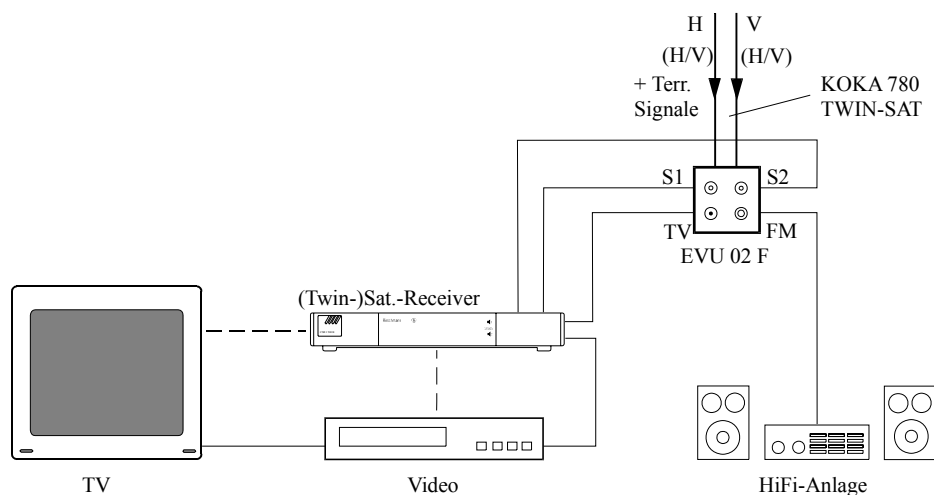 H V
(H/V) (H/V)
+ Terr.
Signale
KOKA 780
TWIN-SAT
S1 S2
TV FM
EVU 02 F
(Twin-)Sat.-Receiver
TV
Video
HiFi-Anlage